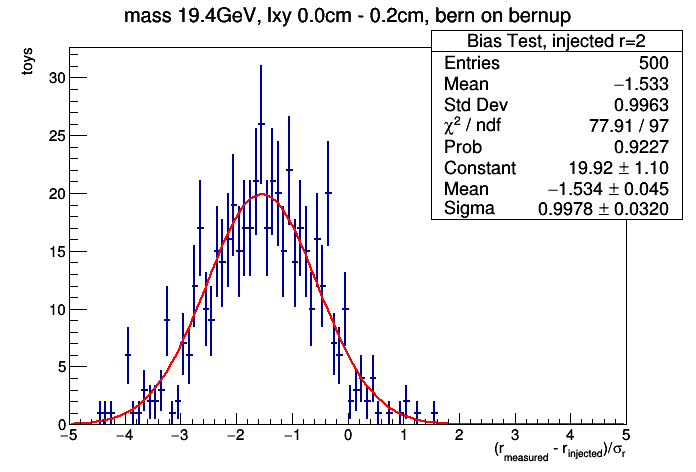 mass 19.4GeV, lxy 0.0cm - 0.2cm, bern on bernup
toys
Bias Test, injected r=2
Entries 500
Mean −1.533
Std Dev 0.9963
χ² / ndf 77.91 / 97
Prob 0.9227
Constant 19.92 ± 1.10
Mean −1.534 ± 0.045
Sigma 0.9978 ± 0.0320
30
25
20
15
10
5
0
−5 −4 −3 −2 −1 0 1 2 3 4 5
(r_measured - r_injected)/σ_r